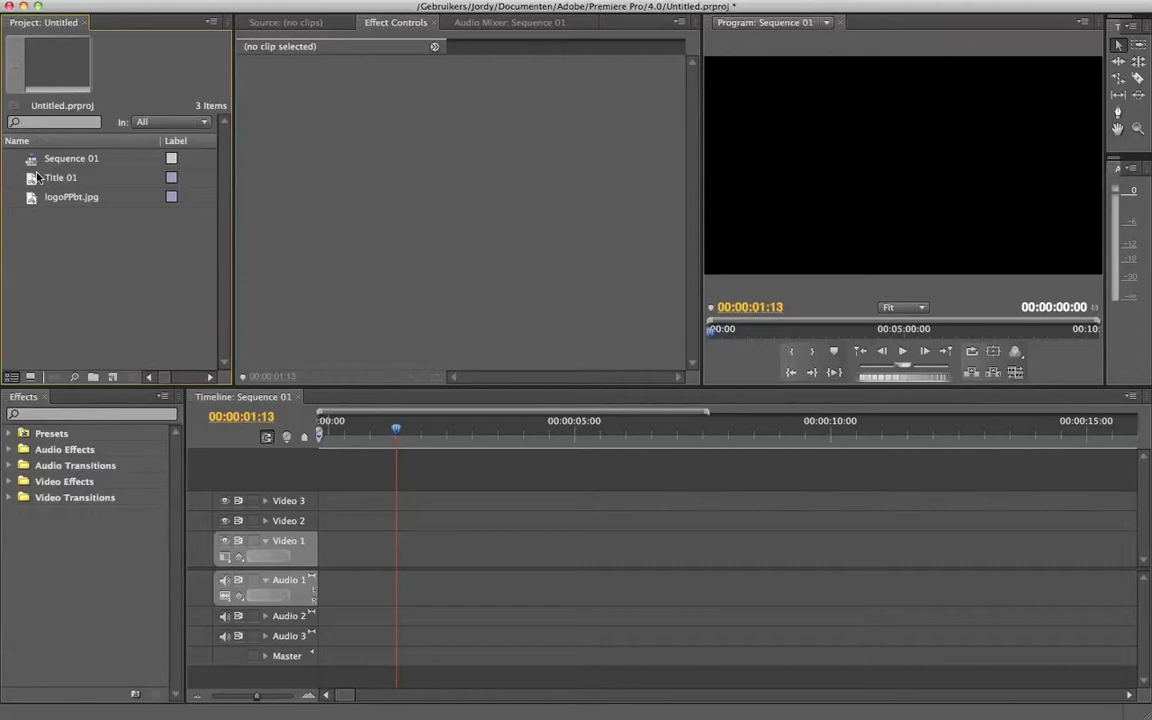 /Gebruikers/Jordy/Documenten/Adobe/Premiere Pro/4.0/Untitled.prproj *
Project: Untitled
Source: (no clips)
Effect Controls
Audio Mixer: Sequence 01
Program: Sequence 01
T
(no clip selected)
Untitled.prproj
3 Items
In: All
Name
Label
Sequence 01
Title 01
logoPPbt.jpg
A
0
-6
-12
-18
-30
00:00:01:13
Fit
00:00:00:00
00:00
00:05:00:00
00:10:
00:00:01:13
Effects
Timeline: Sequence 01
00:00:01:13
:00:00
00:00:05:00
00:00:10:00
00:00:15:00
Presets
Audio Effects
Audio Transitions
Video Effects
Video Transitions
Video 3
Video 2
Video 1
Audio 1
L
R
Audio 2
Audio 3
Master